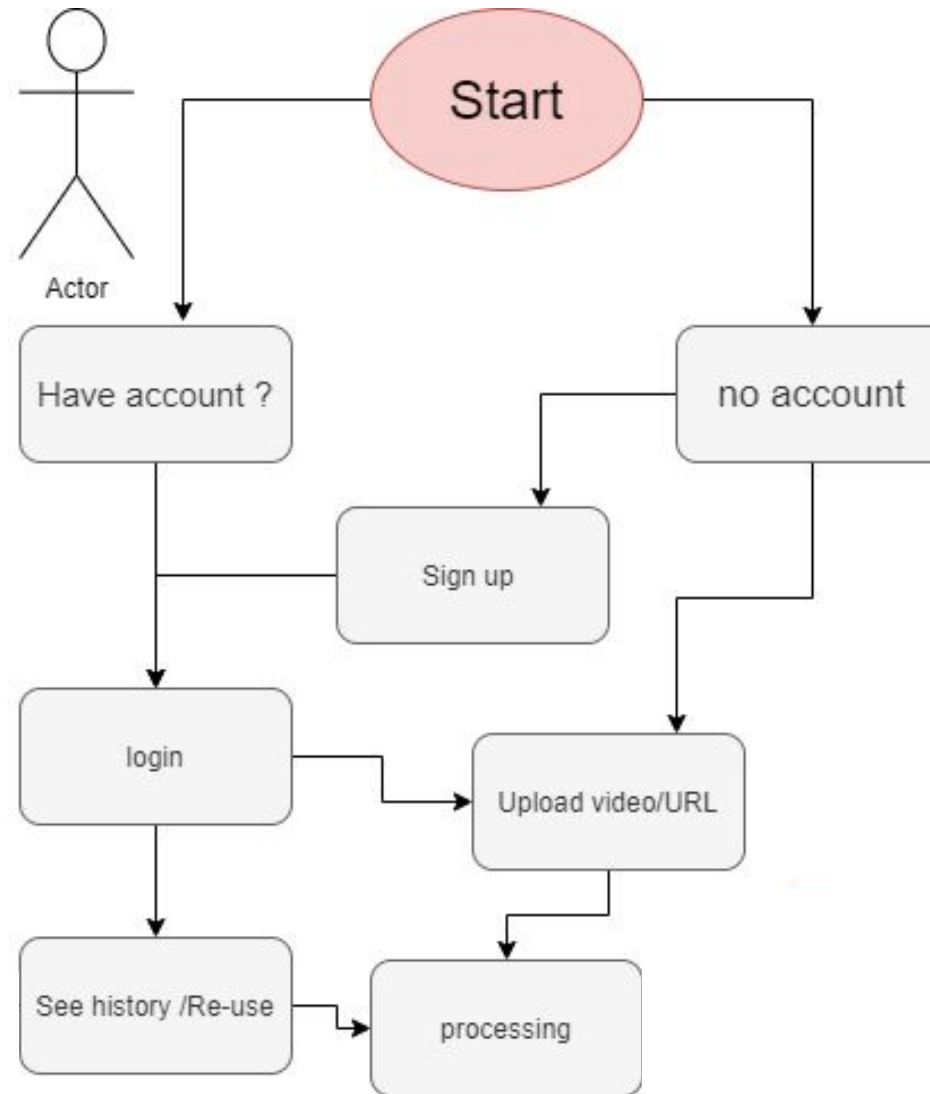 Start
Actor
Have account ?
no account
Sign up
login
Upload video/URL
See history /Re-use
processing